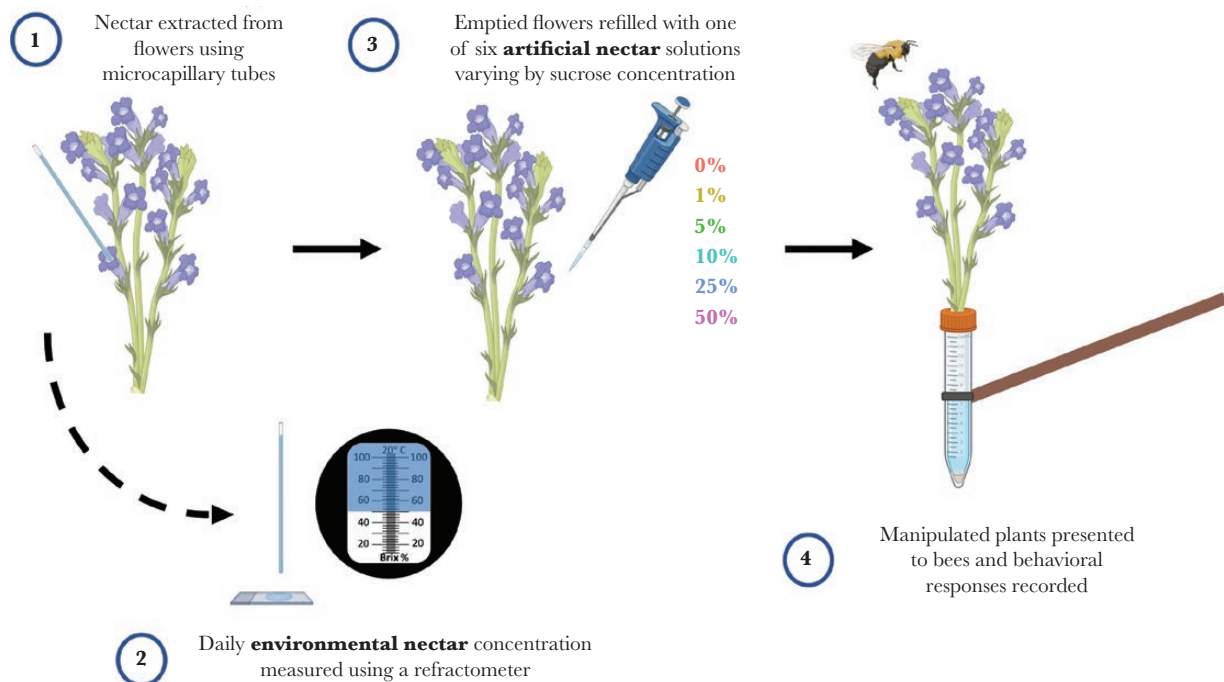 1
Nectar extracted from
flowers using
microcapillary tubes
3
Emptied flowers refilled with one
of six artificial nectar solutions
varying by sucrose concentration
0%
1%
5%
10%
25%
50%
20° C
100 100
80 80
60 60
40 40
20 20
Brix %
2
Daily environmental nectar concentration
measured using a refractometer
4
Manipulated plants presented
to bees and behavioral
responses recorded